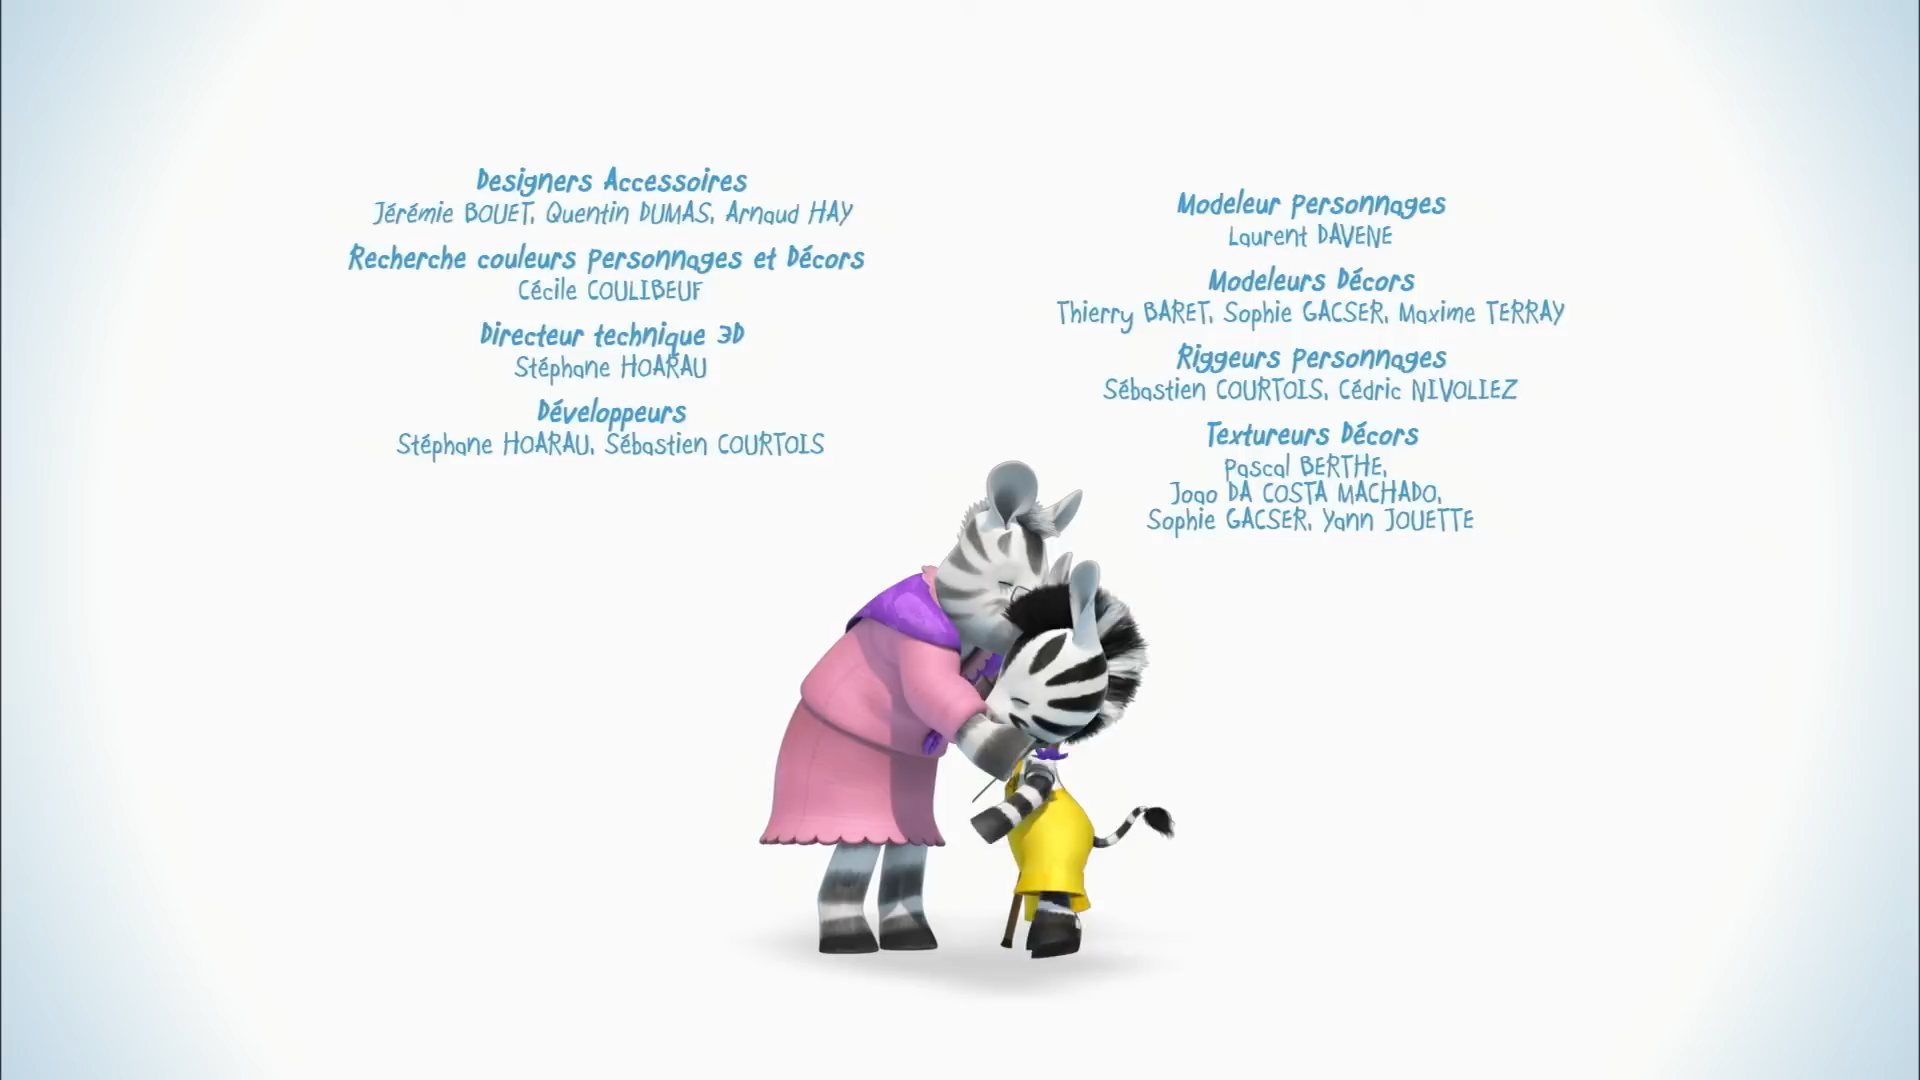 Designers Accessoires
Jérémie BOUET, Quentin DUMAS, Arnaud HAY
Recherche couleurs Personnages et Décors
Cécile COULIBEUF
Directeur technique 3D
Stéphane HOARAU
Développeurs
Stéphane HOARAU, Sébastien COURTOIS
Modeleur Personnages
Laurent DAVENE
Modeleurs Décors
Thierry BARET, Sophie GACSER, Maxime TERRAY
Riggeurs Personnages
Sébastien COURTOIS, Cédric NIVOLIEZ
Textureurs Décors
Pascal BERTHE,
Joao DA COSTA MACHADO,
Sophie GACSER, Yann JOUETTE